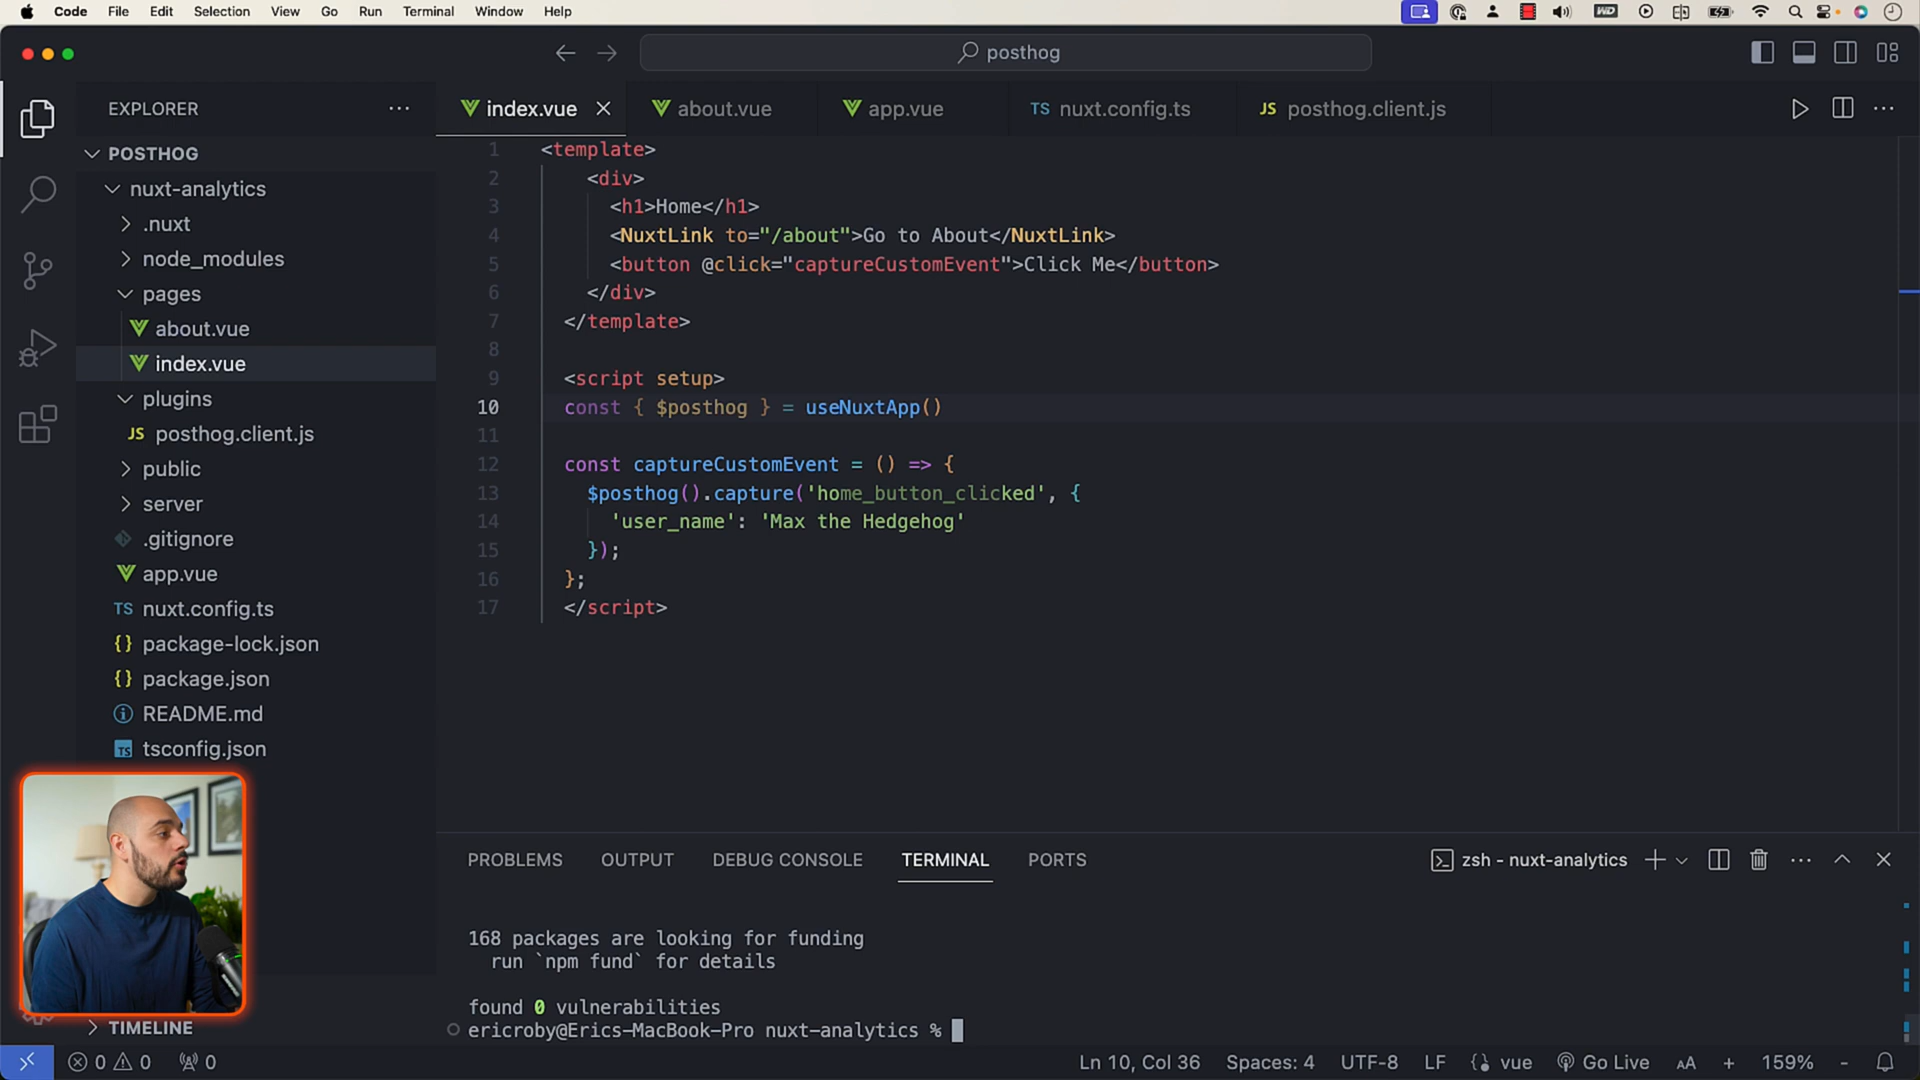 Code File Edit Selection View Go Run Terminal Window Help
posthog
EXPLORER
POSTHOG
nuxt-analytics
.nuxt
node_modules
pages
about.vue
index.vue
plugins
JS posthog.client.js
public
server
.gitignore
app.vue
TS nuxt.config.ts
{} package-lock.json
{} package.json
README.md
TS tsconfig.json
TIMELINE
index.vue about.vue app.vue TS nuxt.config.ts JS posthog.client.js
1 <template>
2 <div>
3 <h1>Home</h1>
4 <NuxtLink to="/about">Go to About</NuxtLink>
5 <button @click="captureCustomEvent">Click Me</button>
6 </div>
7 </template>
8
9 <script setup>
10 const { $posthog } = useNuxtApp()
11
12 const captureCustomEvent = () => {
13 $posthog().capture('home_button_clicked', {
14 'user_name': 'Max the Hedgehog'
15 });
16 };
17 </script>
PROBLEMS OUTPUT DEBUG CONSOLE TERMINAL PORTS
zsh - nuxt-analytics
168 packages are looking for funding
run `npm fund` for details
found 0 vulnerabilities
ericroby@Erics-MacBook-Pro nuxt-analytics %
0 0 0
Ln 10, Col 36 Spaces: 4 UTF-8 LF vue Go Live AA + 159% -